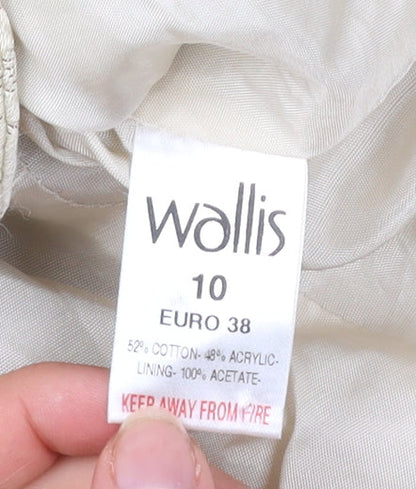 wallis
10
EURO 38
52% COTTON- 48% ACRYLIC-
LINING- 100% ACETATE-
KEEP AWAY FROM FIRE